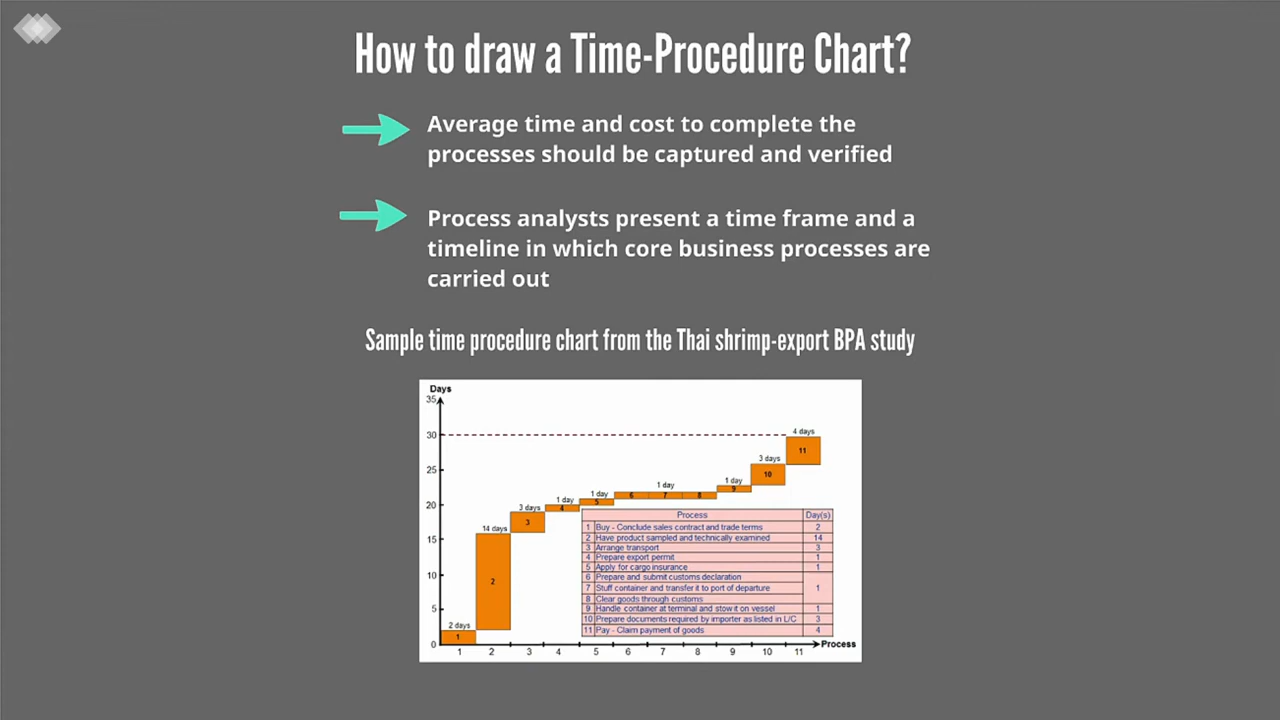 How to draw a Time-Procedure Chart?
Average time and cost to complete the
processes should be captured and verified
Process analysts present a time frame and a
timeline in which core business processes are
carried out
Sample time procedure chart from the Thai shrimp-export BPA study
Days
35
30
25
20
15
10
5
0
2 days
1
14 days
2
3 days
3
1 day
4
1 day
5
1 day
6 7 8
1 day
9
3 days
10
4 days
11
Process Day(s)
1 Buy - Conclude sales contract and trade terms 2
2 Have product sampled and technically examined 14
3 Arrange transport 3
4 Prepare export permit 1
5 Apply for cargo insurance 1
6 Prepare and submit customs declaration
7 Stuff container and transfer it to port of departure 1
8 Clear goods through customs
9 Handle container at terminal and stow it on vessel 1
10 Prepare documents required by importer as listed in L/C 3
11 Pay - Claim payment of goods 4
Process
1 2 3 4 5 6 7 8 9 10 11